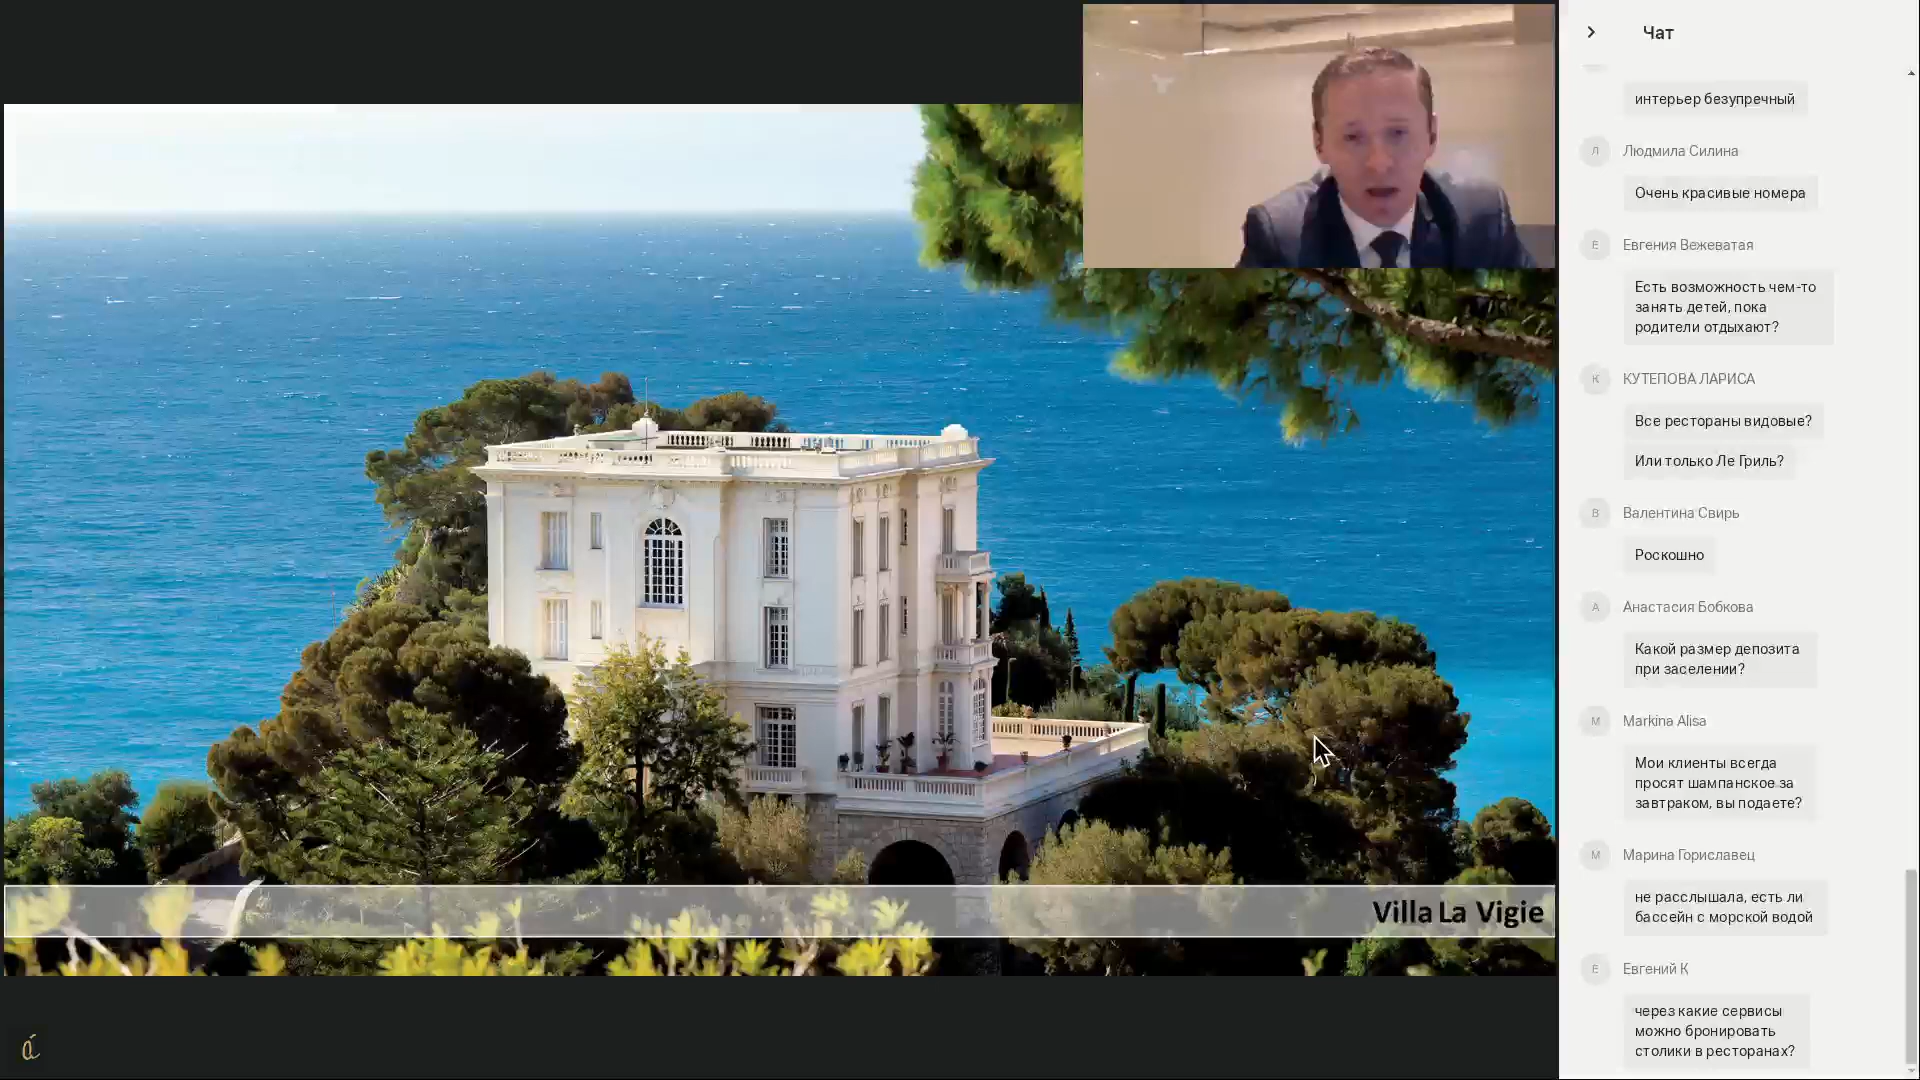 Чат
интерьер безупречный
Л
Людмила Силина
Очень красивые номера
Е
Евгения Вежеватая
Есть возможность чем-то
занять детей, пока
родители отдыхают?
К
КУТЕПОВА ЛАРИСА
Все рестораны видовые?
Или только Ле Гриль?
В
Валентина Свирь
Роскошно
А
Анастасия Бобкова
Какой размер депозита
при заселении?
M
Markina Alisa
Мои клиенты всегда
просят шампанское за
завтраком, вы подаете?
М
Марина Гориславец
не расслышала, есть ли
бассейн с морской водой
Е
Евгений К
через какие сервисы
можно бронировать
столики в ресторанах?
Villa La Vigie
á